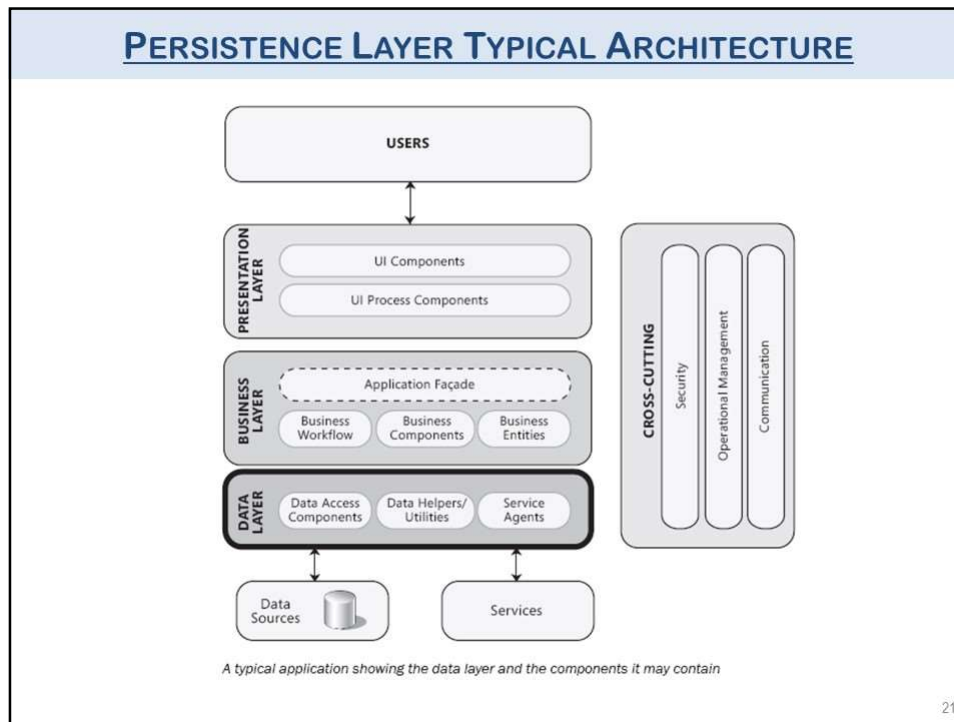 PERSISTENCE LAYER TYPICAL ARCHITECTURE
USERS
PRESENTATION
LAYER
UI Components
UI Process Components
BUSINESS
LAYER
Application Façade
Business
Workflow
Business
Components
Business
Entities
DATA
LAYER
Data Access
Components
Data Helpers/
Utilities
Service
Agents
Data
Sources
Services
CROSS-CUTTING
Security
Operational Management
Communication
A typical application showing the data layer and the components it may contain
21